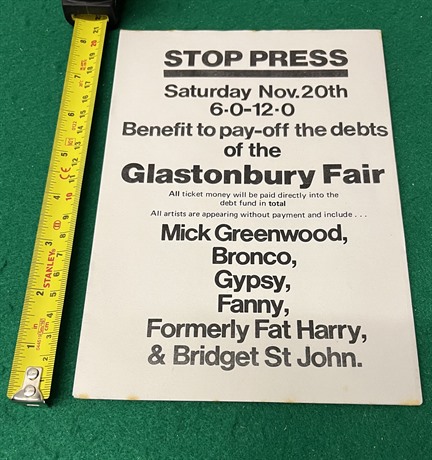 STOP PRESS
Saturday Nov.20th
6·0-12·0
Benefit to pay-off the debts
of the
Glastonbury Fair
All ticket money will be paid directly into the
debt fund in total
All artists are appearing without payment and include . . .
Mick Greenwood,
Bronco,
Gypsy,
Fanny,
Formerly Fat Harry,
& Bridget St John.
STANLEY